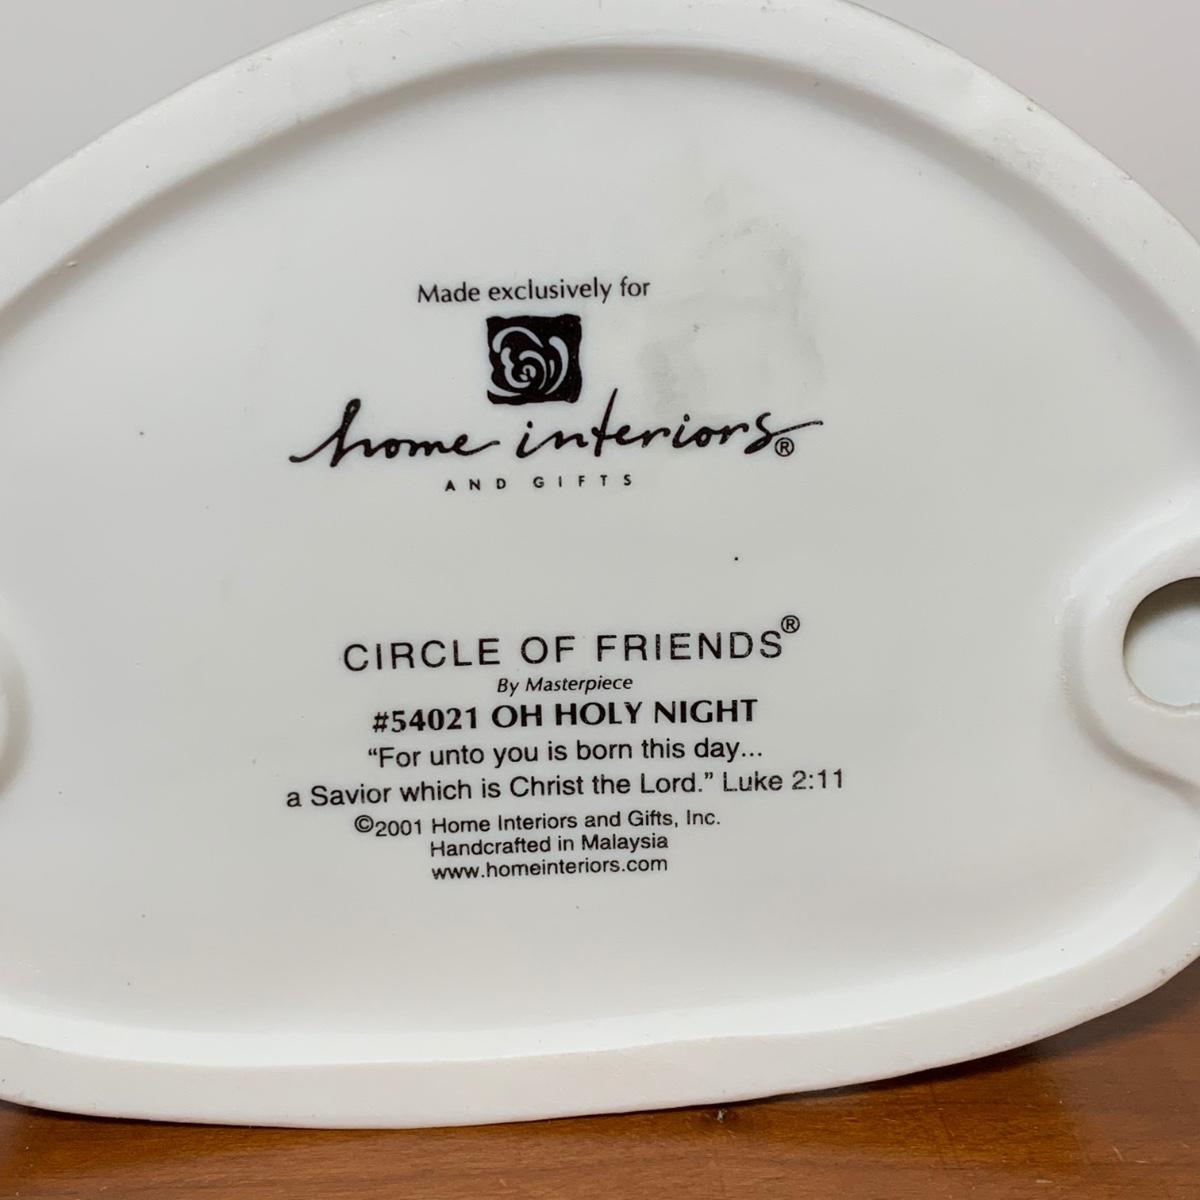 Made exclusively for
home interiors®
AND GIFTS
CIRCLE OF FRIENDS®
By Masterpiece
#54021 OH HOLY NIGHT
“For unto you is born this day...
a Savior which is Christ the Lord.” Luke 2:11
©2001 Home Interiors and Gifts, Inc.
Handcrafted in Malaysia
www.homeinteriors.com